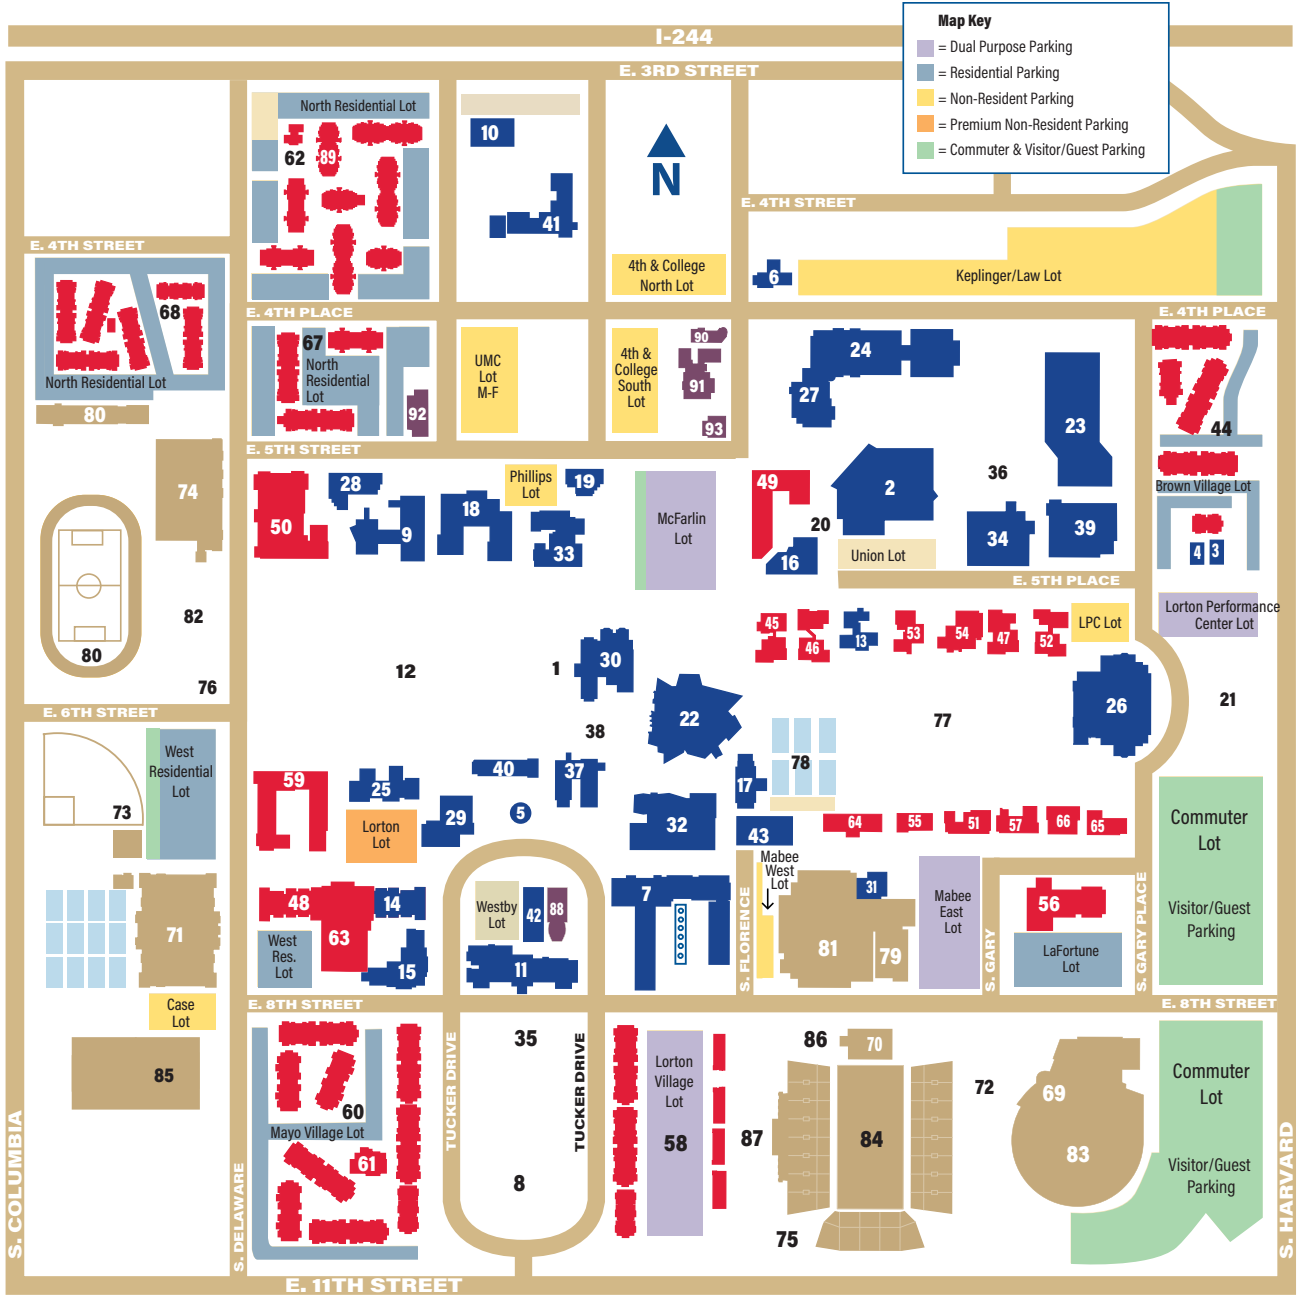 I-244
Map Key
= Dual Purpose Parking
= Residential Parking
= Non-Resident Parking
= Premium Non-Resident Parking
= Commuter & Visitor/Guest Parking
E. 3RD STREET
North Residential Lot
62
89
10
41
N
E. 4TH STREET
E. 4TH STREET
4th & College
North Lot
6
Keplinger/Law Lot
68
North Residential Lot
80
E. 4TH PLACE
E. 4TH PLACE
67
North
Residential
Lot
92
UMC
Lot
M-F
4th &
College
South
Lot
90
91
93
24
27
23
36
44
Brown Village Lot
4
3
E. 5TH STREET
74
50
28
9
18
Phillips
Lot
19
33
McFarlin
Lot
49
20
16
2
Union Lot
34
39
E. 5TH PLACE
Lorton Performance
Center Lot
82
80
76
12
1
30
38
22
45
46
13
53
54
47
52
LPC Lot
26
21
77
78
E. 6TH STREET
West
Residential
Lot
73
59
25
Lorton
Lot
29
40
5
37
32
17
43
64
55
51
57
66
65
Commuter
Lot
Visitor/Guest
Parking
71
Case
Lot
85
48
63
14
West
Res.
Lot
15
Westby
Lot
42
88
11
7
S. FLORENCE
Mabee
West
Lot
31
81
79
Mabee
East
Lot
S. GARY
56
LaFortune
Lot
S. GARY PLACE
E. 8TH STREET
E. 8TH STREET
60
Mayo Village Lot
61
TUCKER DRIVE
35
8
TUCKER DRIVE
Lorton
Village
Lot
58
86
70
87
84
75
72
69
83
Commuter
Lot
Visitor/Guest
Parking
S. COLUMBIA
S. DELAWARE
S. HARVARD
E. 11TH STREET